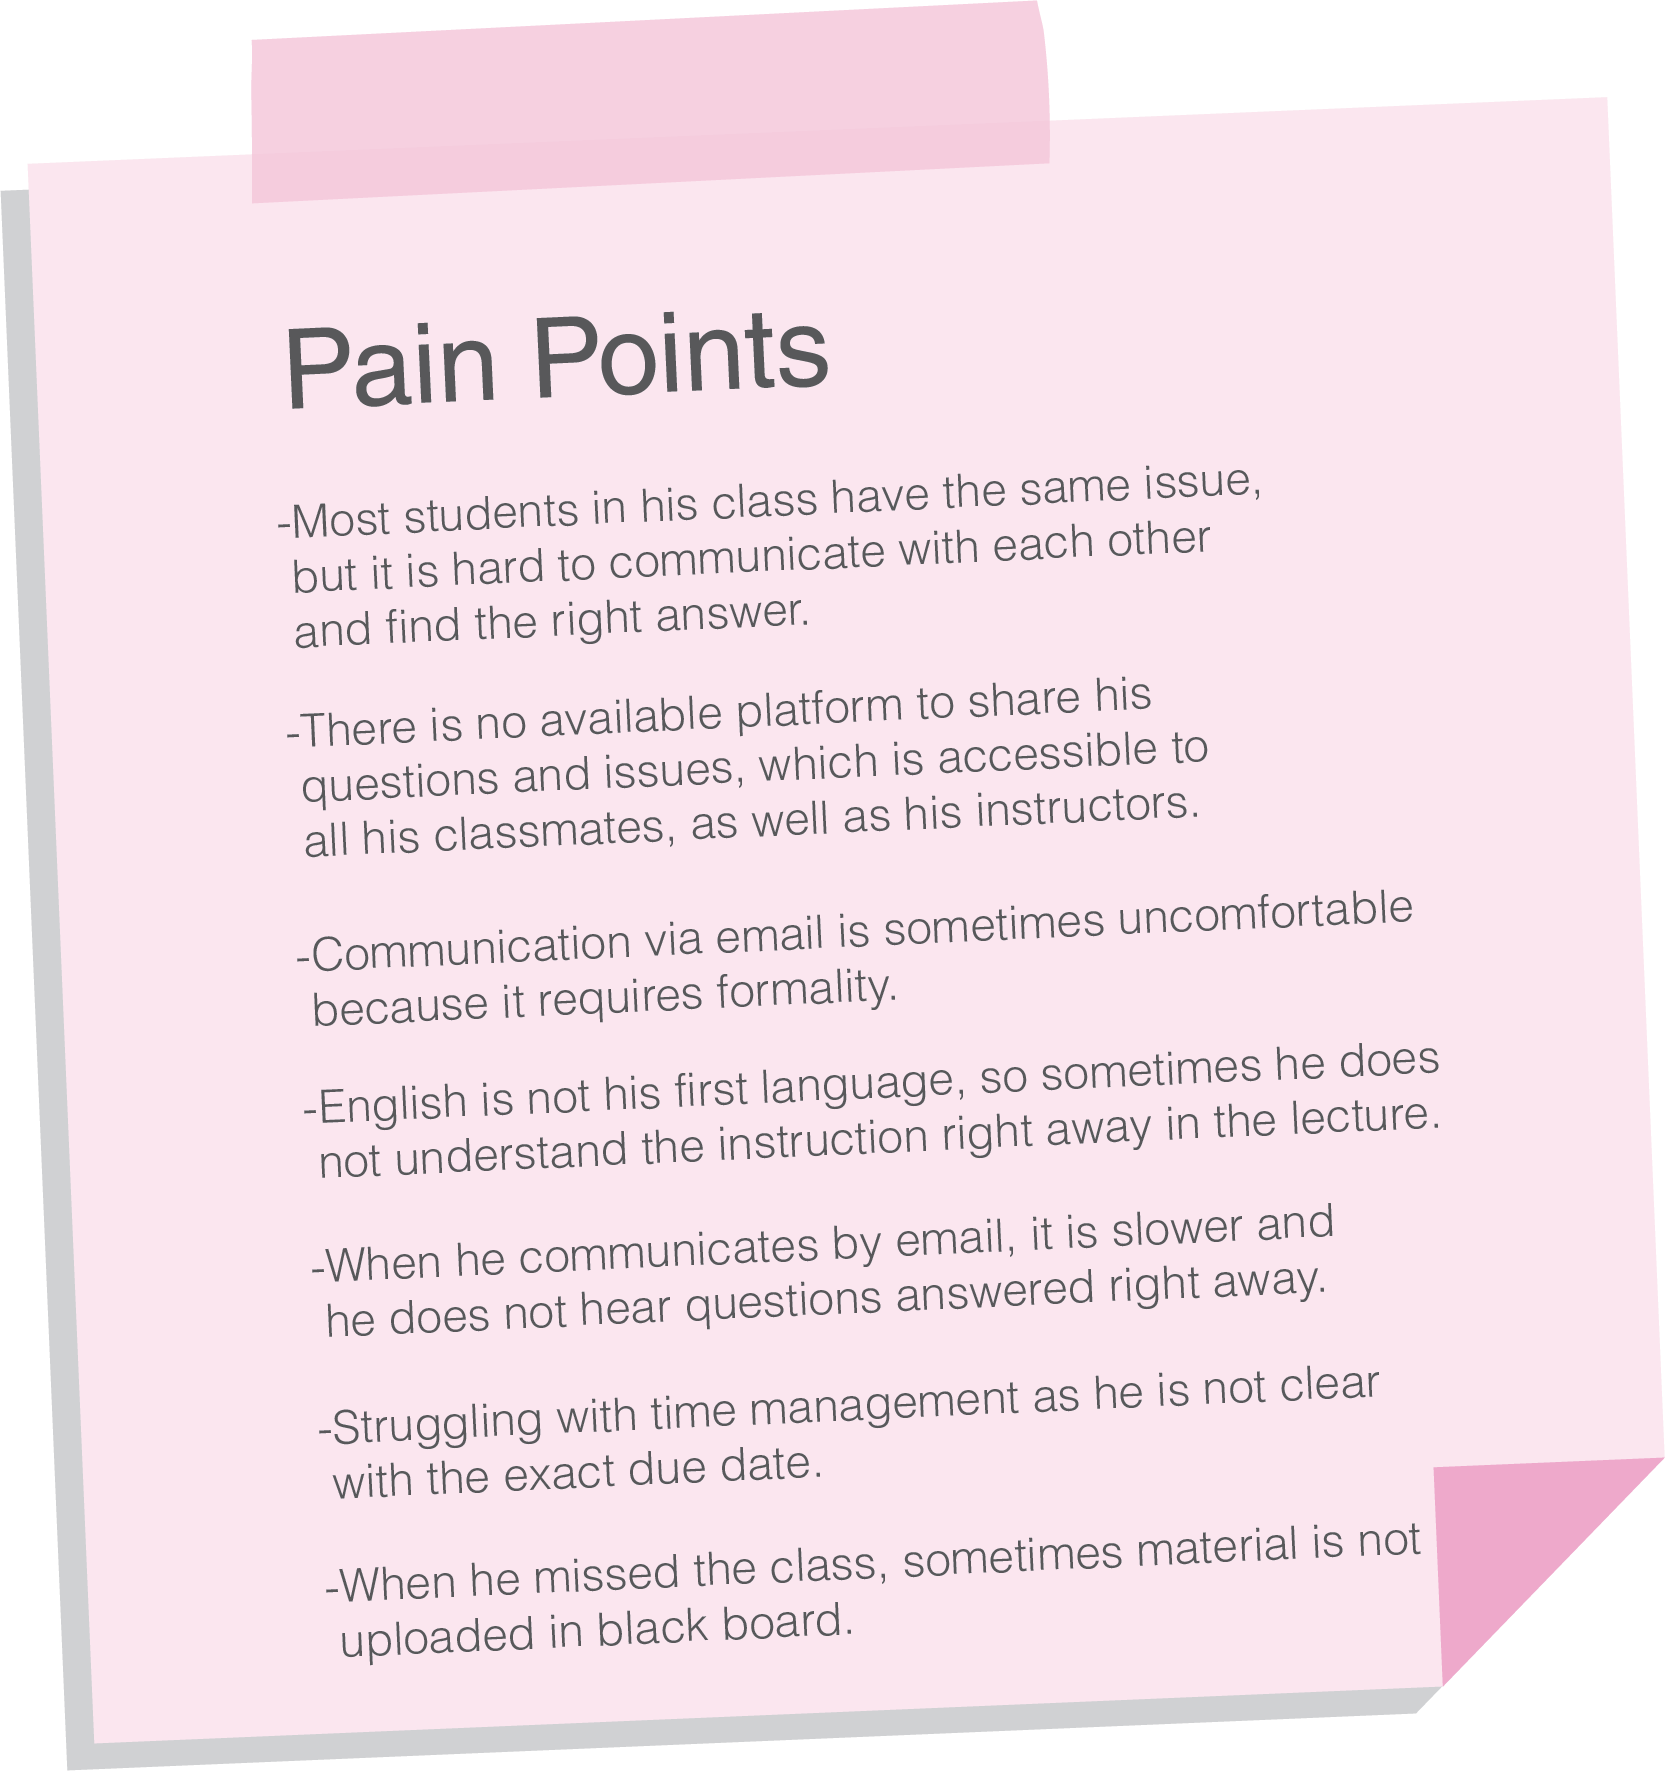 Pain Points
-Most students in his class have the same issue,
but it is hard to communicate with each other
and find the right answer.
-There is no available platform to share his
questions and issues, which is accessible to
all his classmates, as well as his instructors.
-Communication via email is sometimes uncomfortable
because it requires formality.
-English is not his first language, so sometimes he does
not understand the instruction right away in the lecture.
-When he communicates by email, it is slower and
he does not hear questions answered right away.
-Struggling with time management as he is not clear
with the exact due date.
-When he missed the class, sometimes material is not
uploaded in black board.